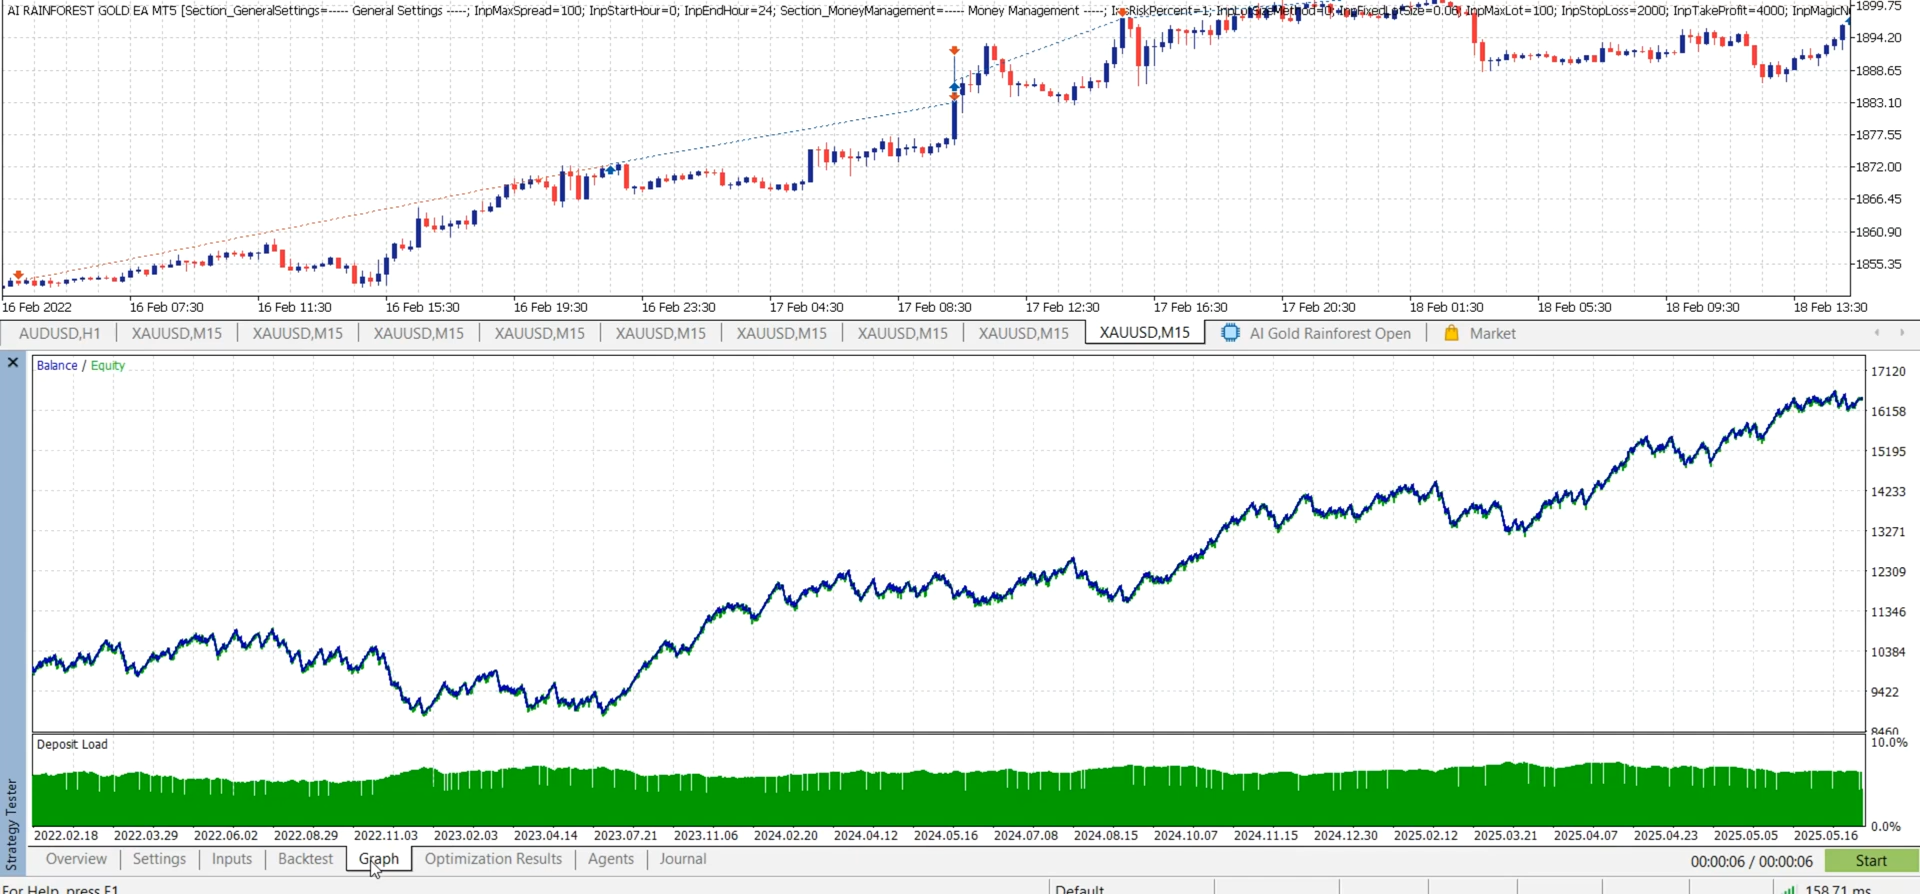 AI RAINFOREST GOLD EA MT5 [Section_GeneralSettings=----- General Settings ----; InpMaxSpread=100; InpStartHour=0; InpEndHour=24; Section_MoneyManagement=----- Money Management ----; InpRiskPercent=1; InpLotSizeMethod=0; InpFixedLotSize=0.06; InpMaxLot=100; InpStopLoss=2000; InpTakeProfit=4000; InpMagicN
1899.75
1894.20
1888.65
1883.10
1877.55
1872.00
1866.45
1860.90
1855.35
16 Feb 2022 16 Feb 07:30 16 Feb 11:30 16 Feb 15:30 16 Feb 19:30 16 Feb 23:30 17 Feb 04:30 17 Feb 08:30 17 Feb 12:30 17 Feb 16:30 17 Feb 20:30 18 Feb 01:30 18 Feb 05:30 18 Feb 09:30 18 Feb 13:30
AUDUSD,H1 XAUUSD,M15 XAUUSD,M15 XAUUSD,M15 XAUUSD,M15 XAUUSD,M15 XAUUSD,M15 XAUUSD,M15 XAUUSD,M15 XAUUSD,M15 AI Gold Rainforest Open Market
Balance / Equity
17120
16158
15195
14233
13271
12309
11346
10384
9422
8460
Deposit Load
10.0%
0.0%
2022.02.18 2022.03.29 2022.06.02 2022.08.29 2022.11.03 2023.02.03 2023.04.14 2023.07.21 2023.11.06 2024.02.20 2024.04.12 2024.05.16 2024.07.08 2024.08.15 2024.10.07 2024.11.15 2024.12.30 2025.02.12 2025.03.21 2025.04.07 2025.04.23 2025.05.05 2025.05.16
Strategy Tester
Overview Settings Inputs Backtest Graph Optimization Results Agents Journal
00:00:06 / 00:00:06 Start
For Help, press F1
Default
158.71 ms